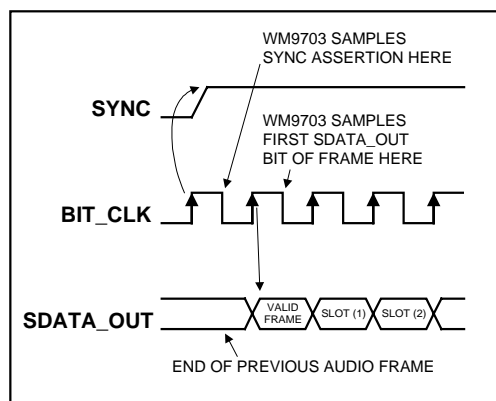 WM9703 SAMPLES
SYNC ASSERTION HERE
SYNC
WM9703 SAMPLES
FIRST SDATA_OUT
BIT OF FRAME HERE
BIT_CLK
VALID
FRAME
SLOT (1)
SLOT (2)
SDATA_OUT
END OF PREVIOUS AUDIO FRAME